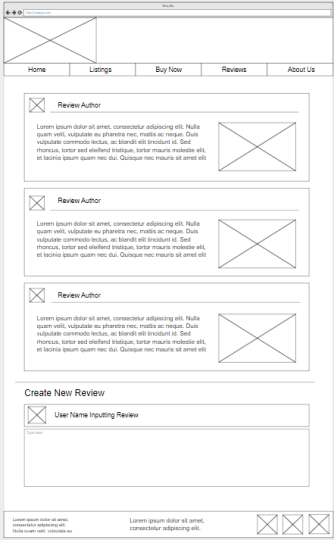 Home Listings Buy Now Reviews About Us
Review Author
Lorem ipsum dolor sit amet, consectetur adipiscing elit. Nulla
quam velit, vulputate eu pharetra nec, mattis ac neque. Duis
vulputate commodo lectus, ac blandit elit tincidunt id. Sed
rhoncus, tortor sed eleifend tristique, tortor mauris molestie elit,
et lacinia ipsum quam nec dui. Quisque nec mauris sit amet elit
Review Author
Lorem ipsum dolor sit amet, consectetur adipiscing elit. Nulla
quam velit, vulputate eu pharetra nec, mattis ac neque. Duis
vulputate commodo lectus, ac blandit elit tincidunt id. Sed
rhoncus, tortor sed eleifend tristique, tortor mauris molestie elit,
et lacinia ipsum quam nec dui. Quisque nec mauris sit amet elit
Review Author
Lorem ipsum dolor sit amet, consectetur adipiscing elit. Nulla
quam velit, vulputate eu pharetra nec, mattis ac neque. Duis
vulputate commodo lectus, ac blandit elit tincidunt id. Sed
rhoncus, tortor sed eleifend tristique, tortor mauris molestie elit,
et lacinia ipsum quam nec dui. Quisque nec mauris sit amet elit
Create New Review
User Name Inputting Review
Type here
Lorem ipsum dolor sit amet,
consectetur adipiscing elit.
Nulla quam velit, vulputate eu
Lorem ipsum dolor sit amet,
consectetur adipiscing elit.